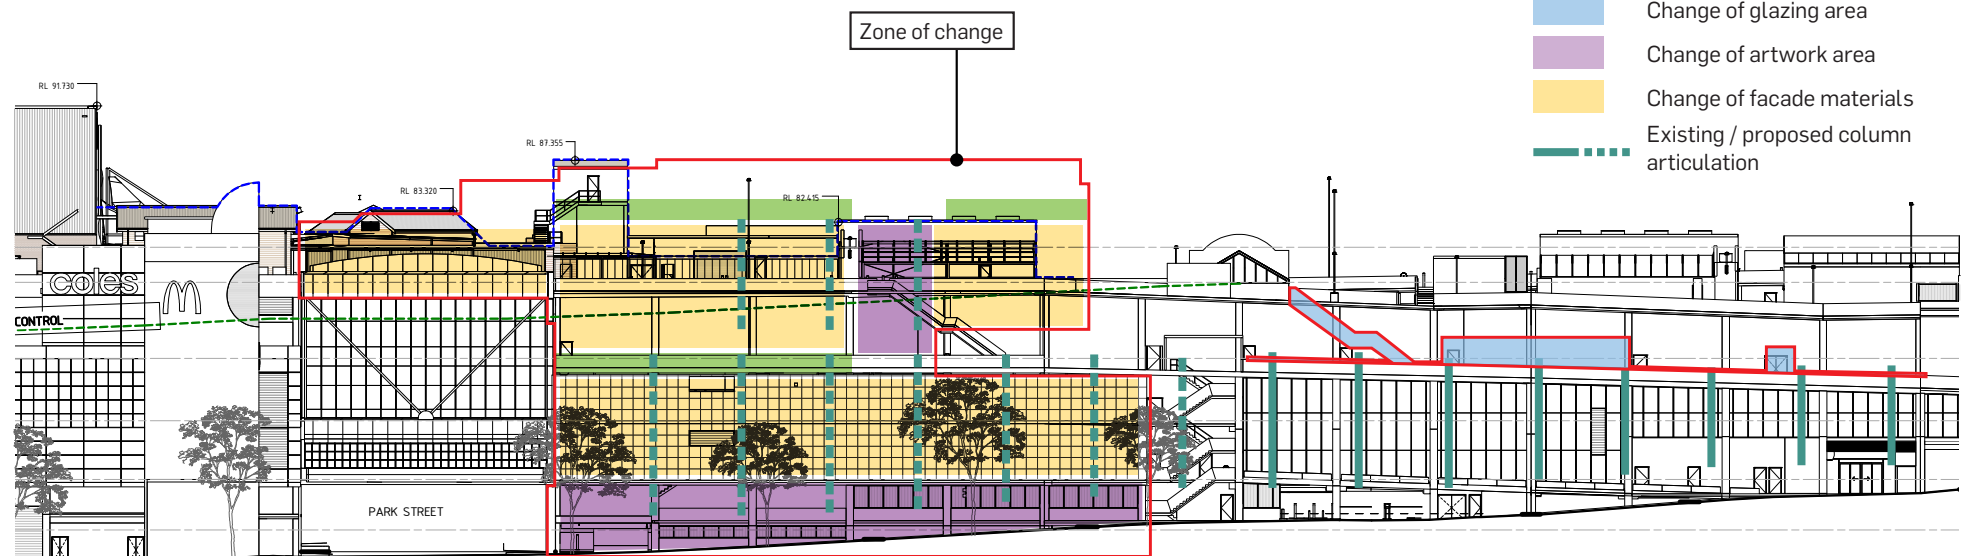 Change of glazing area
Zone of change
Change of artwork area
RL 91.730
Change of facade materials
Existing / proposed column
articulation
RL 87.355
RL 83.320
RL 82.415
coles
CONTROL
PARK STREET